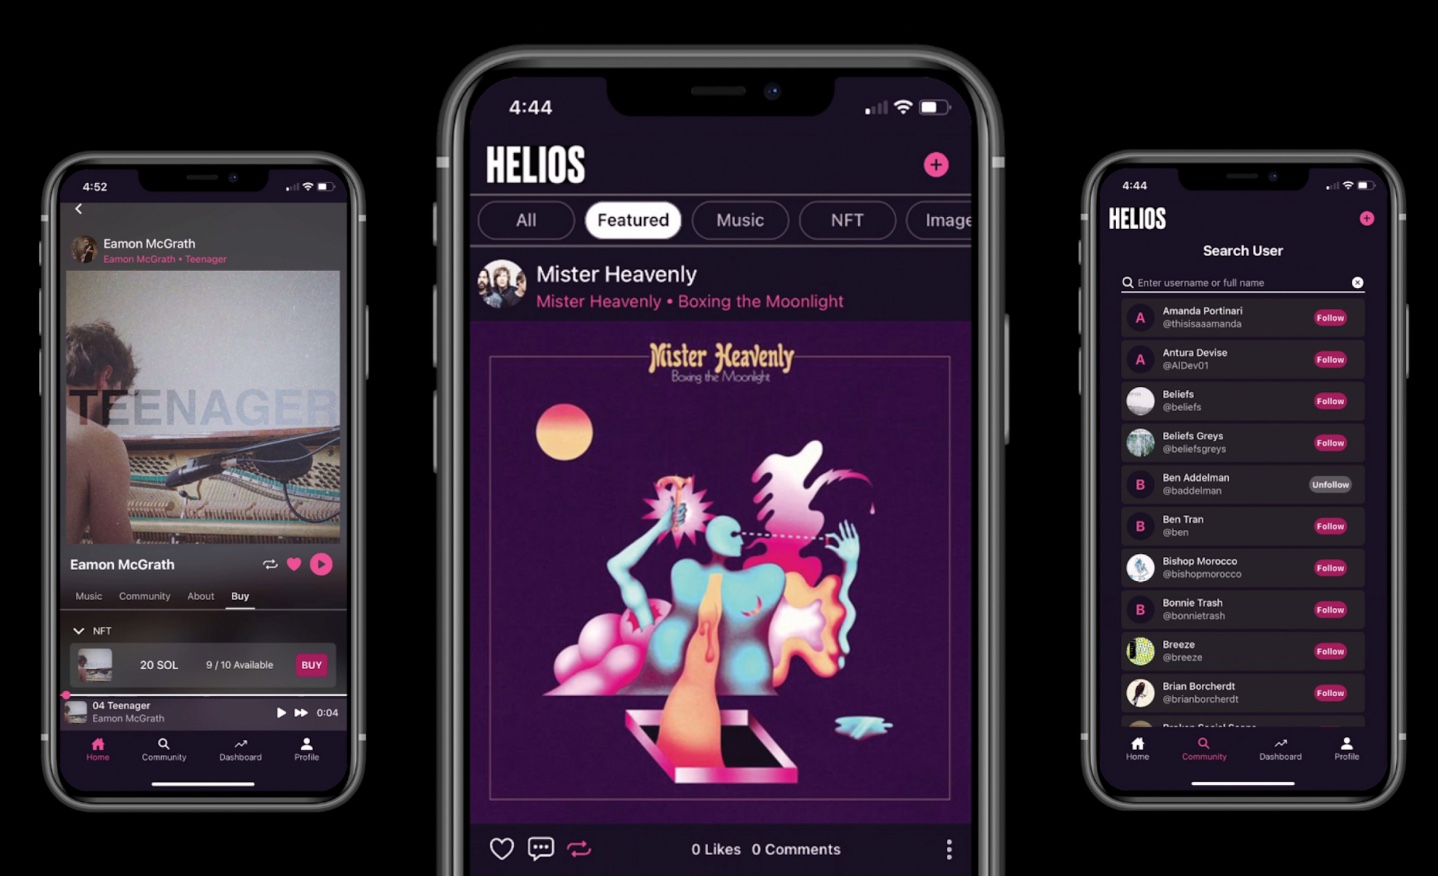 4:52
Eamon McGrath
Eamon McGrath • Teenager
TEENAGER
Eamon McGrath
Music Community About Buy
NFT
20 SOL 9 / 10 Available BUY
04 Teenager
Eamon McGrath
0:04
Home Community Dashboard Profile
4:44
HELIOS
All Featured Music NFT Image
Mister Heavenly
Mister Heavenly • Boxing the Moonlight
Mister Heavenly
Boxing the Moonlight
0 Likes 0 Comments
4:44
HELIOS
Search User
Enter username or full name
A Amanda Portinari
@thisisaaamanda
Follow
A Antura Devise
@AIDev01
Follow
Beliefs
@beliefs
Follow
Beliefs Greys
@beliefsgreys
Follow
B Ben Addelman
@baddelman
Unfollow
B Ben Tran
@ben
Follow
Bishop Morocco
@bishopmorocco
Follow
B Bonnie Trash
@bonnietrash
Follow
Breeze
@breeze
Follow
Brian Borcherdt
@brianborcherdt
Follow
Home Community Dashboard Profile